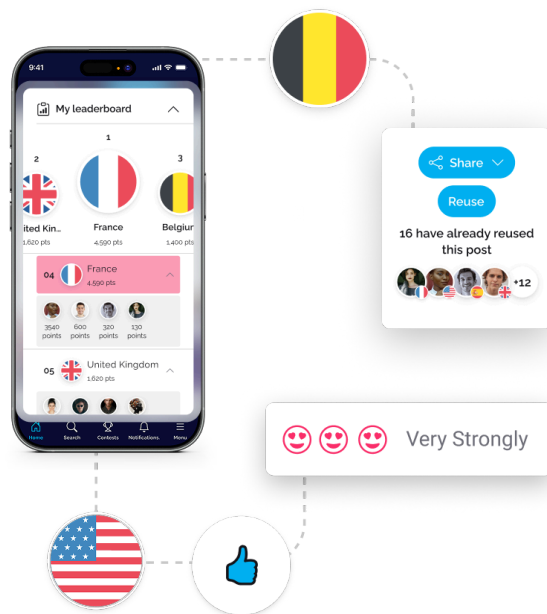 9:41
My leaderboard
1
2
3
ited Kin...
France
Belgiur
1,620 pts
4,590 pts
1,400 pts
04
France
4,590 pts
3540
points
600
points
320
points
130
points
05
United Kingdom
1,620 pts
Home
Search
Contests
Notifications.
Menu
Share
Reuse
16 have already reused
this post
+12
Very Strongly